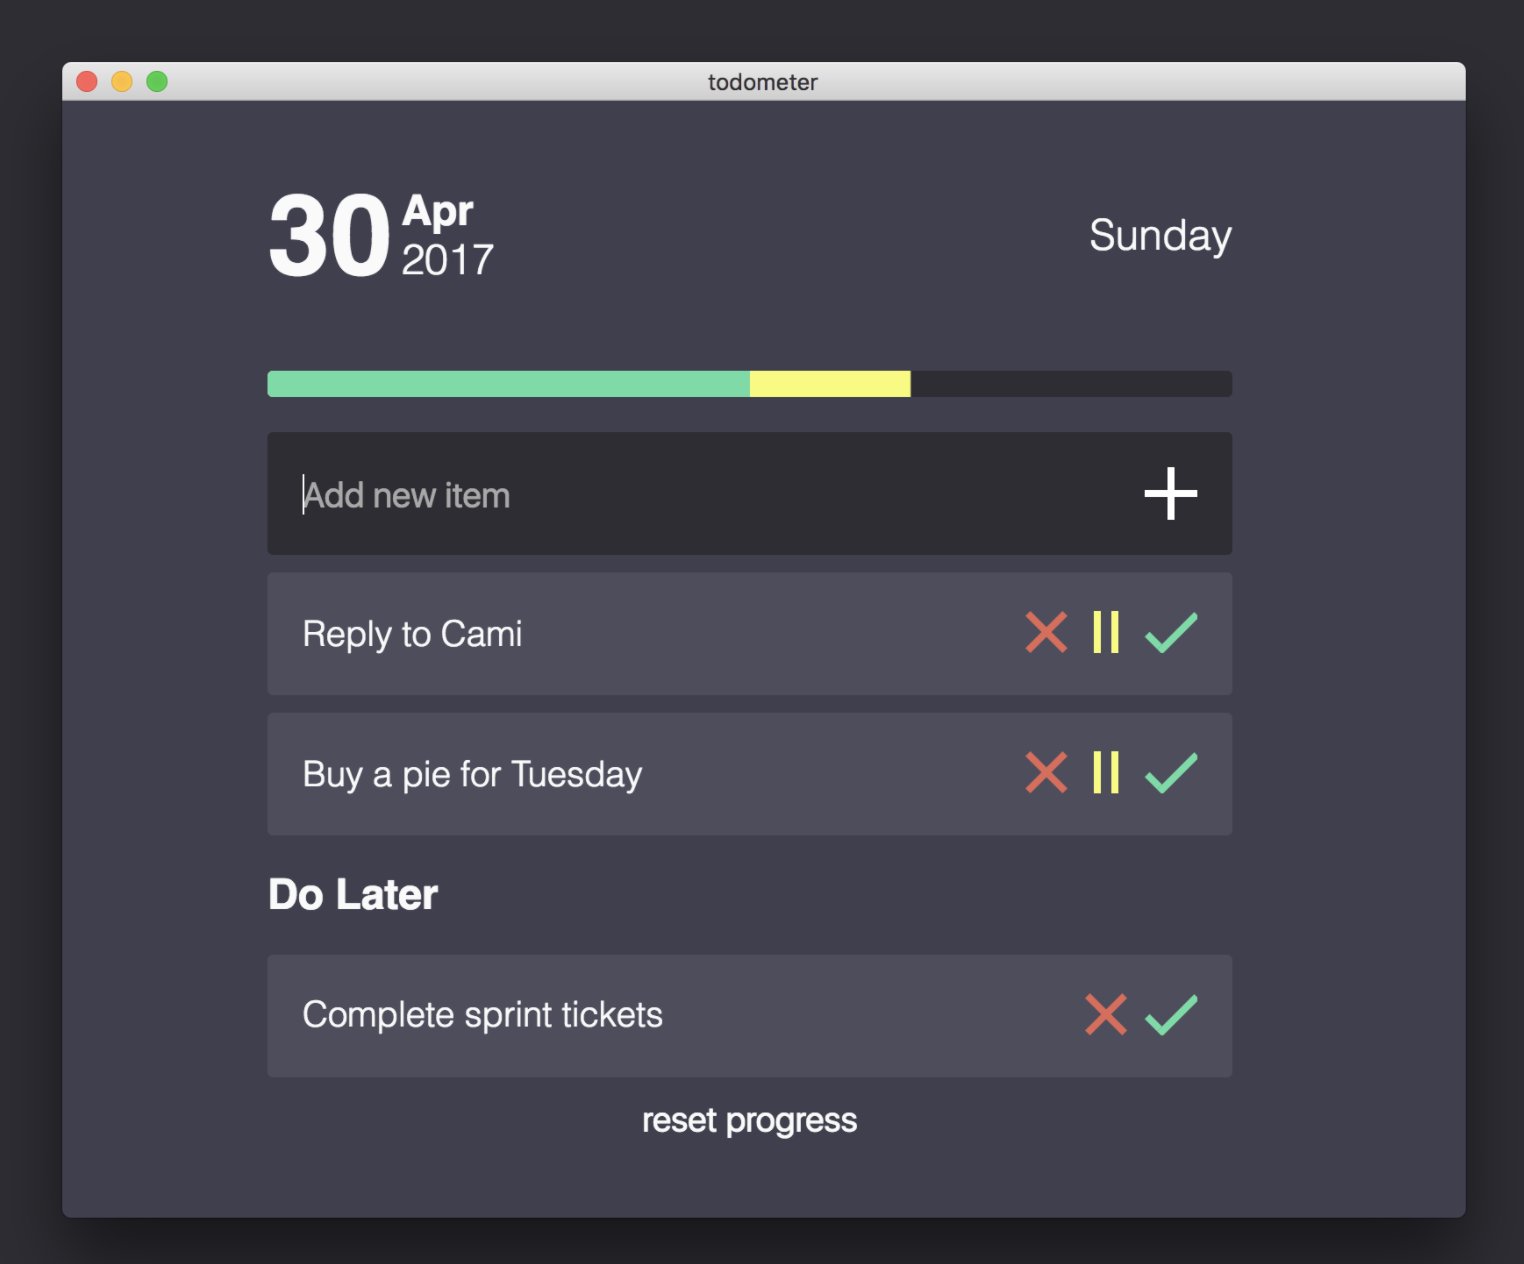 todometer
30 Apr
2017
Sunday
Add new item
Reply to Cami
Buy a pie for Tuesday
Do Later
Complete sprint tickets
reset progress